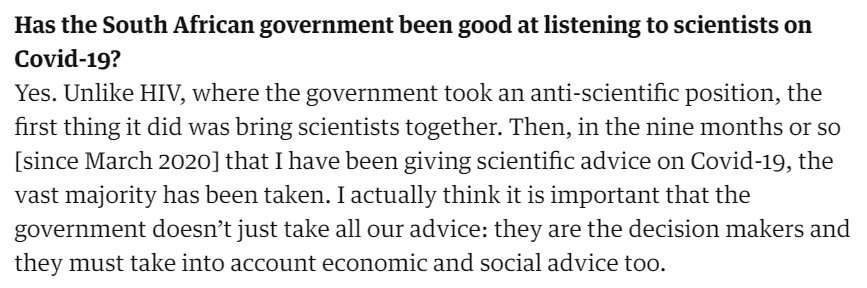 Has the South African government been good at listening to scientists on
Covid-19?
Yes. Unlike HIV, where the government took an anti-scientific position, the
first thing it did was bring scientists together. Then, in the nine months or so
[since March 2020] that I have been giving scientific advice on Covid-19, the
vast majority has been taken. I actually think it is important that the
government doesn’t just take all our advice: they are the decision makers and
they must take into account economic and social advice too.